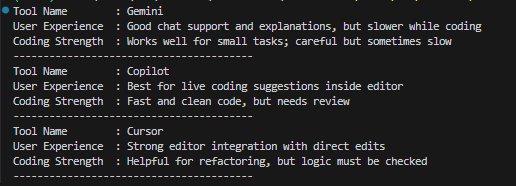 Tool Name       : Gemini
User Experience : Good chat support and explanations, but slower while coding
Coding Strength : Works well for small tasks; careful but sometimes slow
----------------------------------------
Tool Name       : Copilot
User Experience : Best for live coding suggestions inside editor
Coding Strength : Fast and clean code, but needs review
----------------------------------------
Tool Name       : Cursor
User Experience : Strong editor integration with direct edits
Coding Strength : Helpful for refactoring, but logic must be checked
----------------------------------------